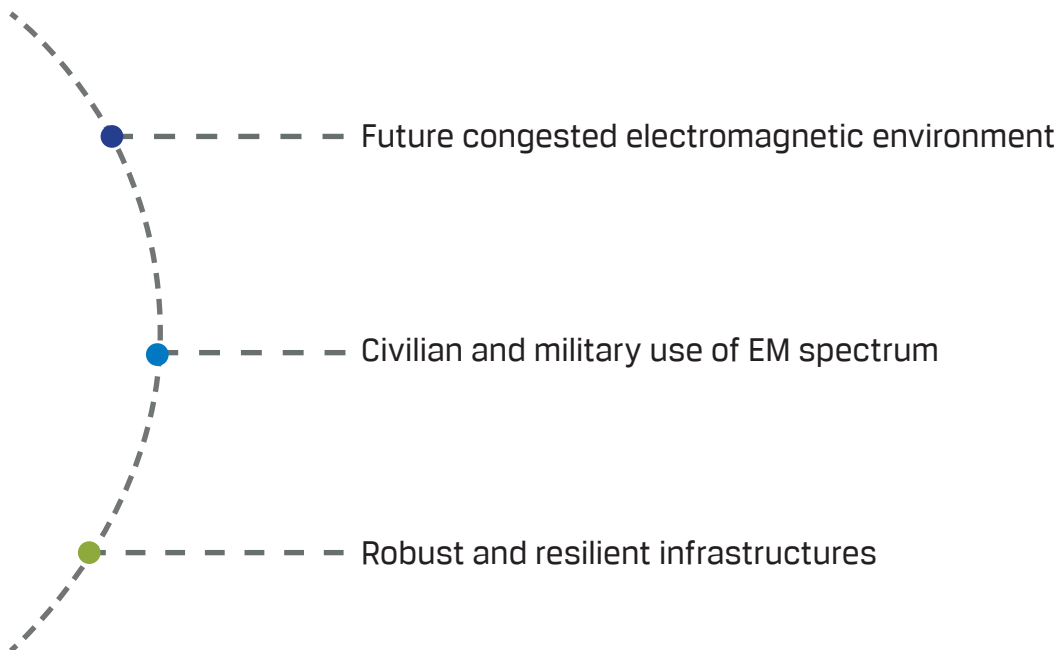 Future congested electromagnetic environment
Civilian and military use of EM spectrum
Robust and resilient infrastructures